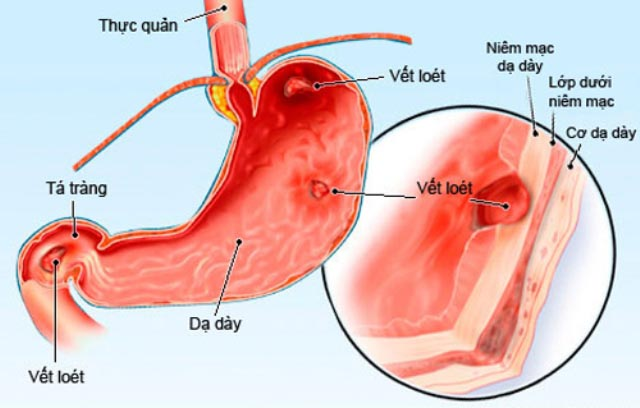 Thực quản
Vết loét
Niêm mạc
dạ dày
Lớp dưới
niêm mạc
Cơ dạ dày
Tá tràng
Vết loét
Dạ dày
Vết loét